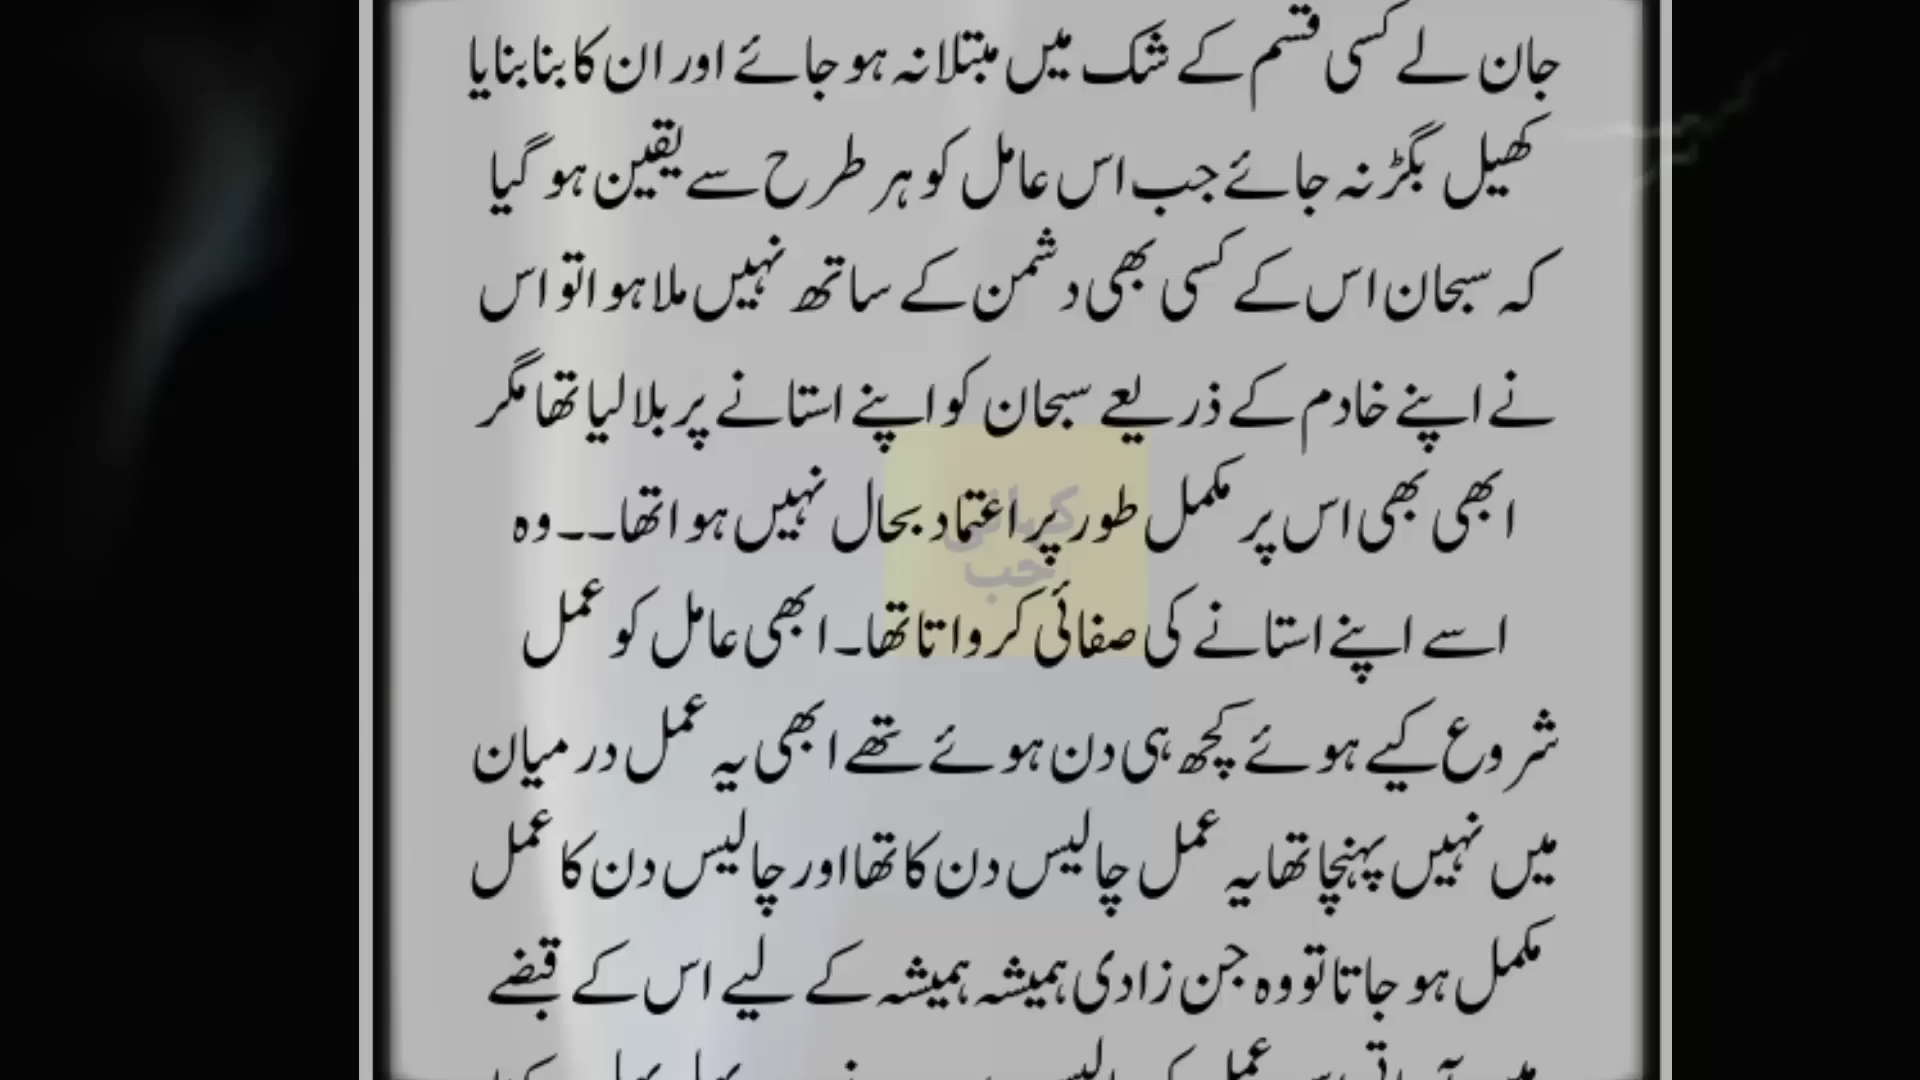 جان لے کسی قسم کے شک میں مبتلا نہ ہو جائے اور ان کا بنا بنایا
کھیل بگڑ نہ جائے جب اس عامل کو ہر طرح سے یقین ہو گیا
کہ سبحان اس کے کسی بھی دشمن کے ساتھ نہیں ملا ہوا تو اس
نے اپنے خادم کے ذریعے سبحان کو اپنے استانے پر بلا لیا تھا مگر
ابھی بھی اس پر مکمل طور پر اعتماد بحال نہیں ہوا تھا۔۔۔وہ
اسے اپنے استانے کی صفائی کرواتا تھا۔ ابھی عامل کو عمل
شروع کیے ہوئے کچھ ہی دن ہوئے تھے ابھی یہ عمل درمیان
میں نہیں پہنچا تھا یہ عمل چالیس دن کا تھا اور چالیس دن کا عمل
مکمل ہو جاتا تو وہ جن زادی ہمیشہ ہمیشہ کے لیے اس کے قبضے